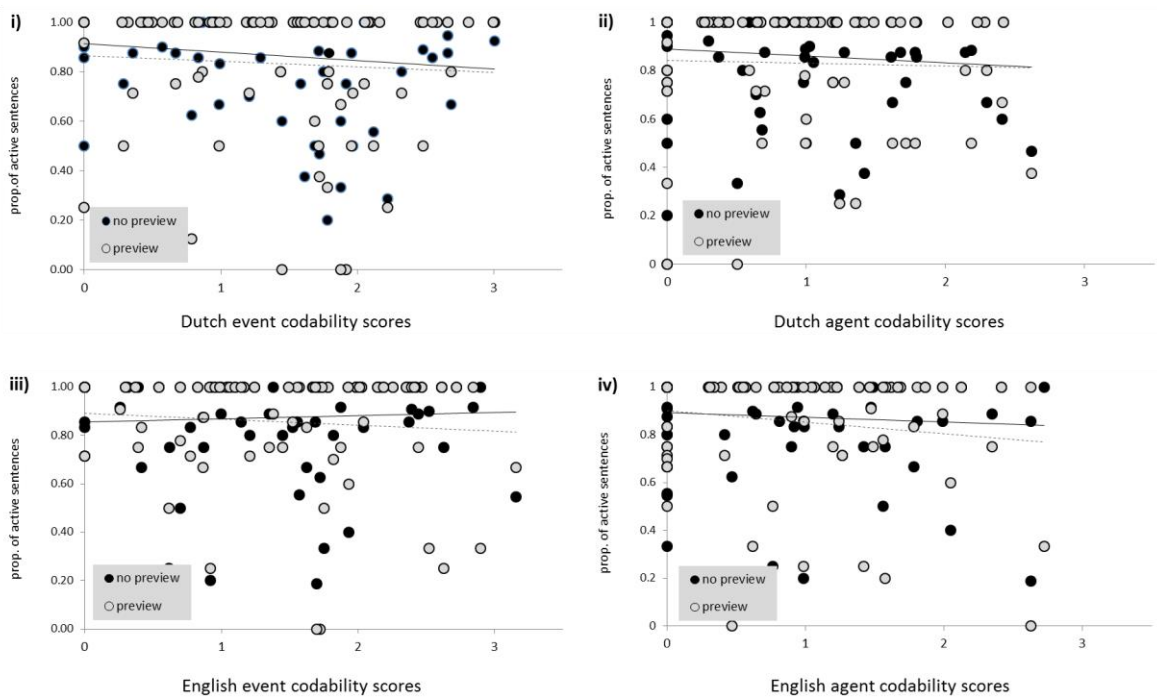 i)
prop.of active sentences
1
0.80
0.60
0.40
0.20
0.00
no preview
preview
0 1 2 3
Dutch event codability scores
ii)
prop. of active sentences
1
0.8
0.6
0.4
0.2
0
no preview
preview
0 1 2 3
Dutch agent codability scores
iii)
prop. of active sentences
1.00
0.80
0.60
0.40
0.20
0.00
no preview
preview
0 1 2 3
English event codability scores
iv)
prop. of active sentences
1
0.8
0.6
0.4
0.2
0
no preview
preview
0 1 2 3
English agent codability scores